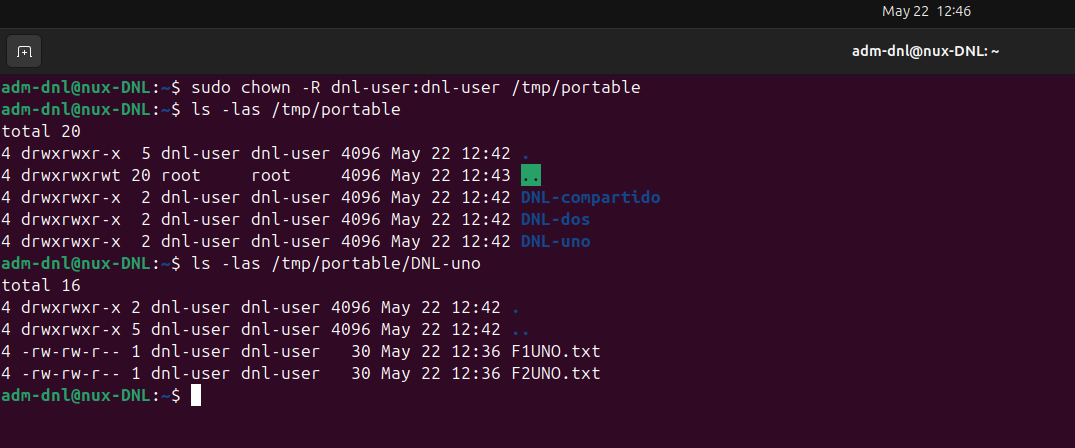 May 22 12:46
adm-dnl@nux-DNL: ~
adm-dnl@nux-DNL:~$ sudo chown -R dnl-user:dnl-user /tmp/portable
adm-dnl@nux-DNL:~$ ls -las /tmp/portable
total 20
4 drwxrwxr-x  5 dnl-user dnl-user 4096 May 22 12:42 .
4 drwxrwxrwt 20 root     root     4096 May 22 12:43 ..
4 drwxrwxr-x  2 dnl-user dnl-user 4096 May 22 12:42 DNL-compartido
4 drwxrwxr-x  2 dnl-user dnl-user 4096 May 22 12:42 DNL-dos
4 drwxrwxr-x  2 dnl-user dnl-user 4096 May 22 12:42 DNL-uno
adm-dnl@nux-DNL:~$ ls -las /tmp/portable/DNL-uno
total 16
4 drwxrwxr-x 2 dnl-user dnl-user 4096 May 22 12:42 .
4 drwxrwxr-x 5 dnl-user dnl-user 4096 May 22 12:42 ..
4 -rw-rw-r-- 1 dnl-user dnl-user   30 May 22 12:36 F1UNO.txt
4 -rw-rw-r-- 1 dnl-user dnl-user   30 May 22 12:36 F2UNO.txt
adm-dnl@nux-DNL:~$